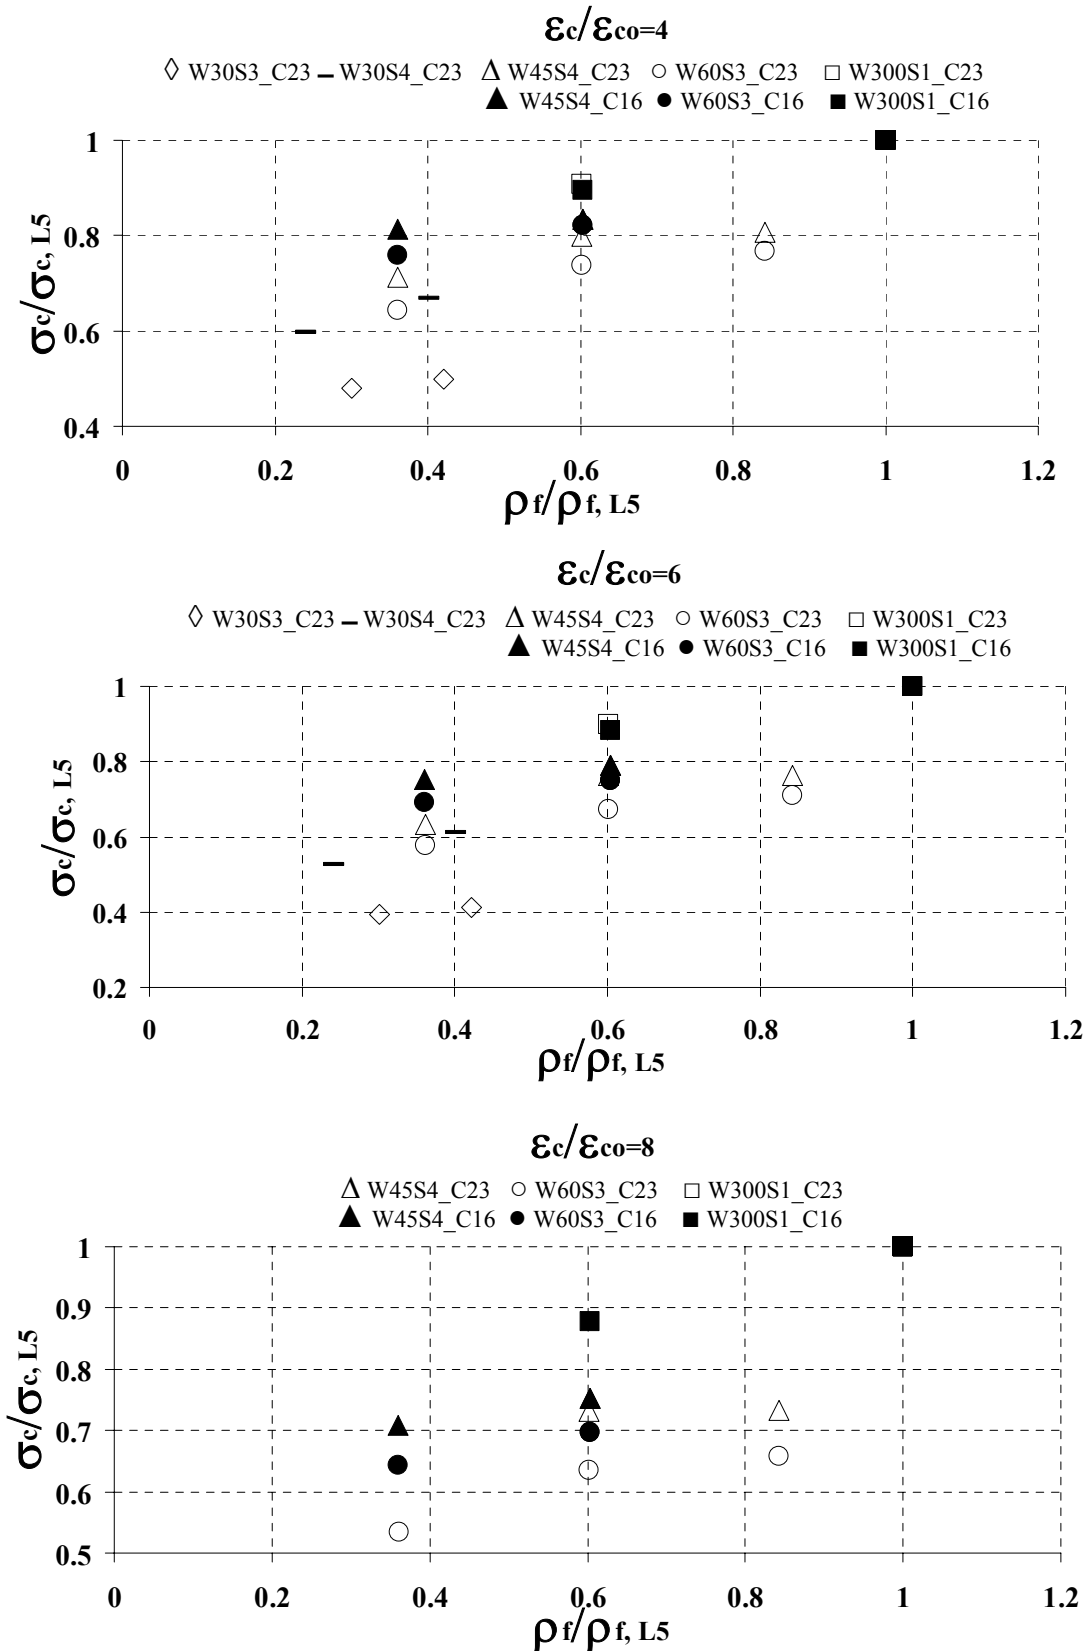 εc/εco=4
W30S3_C23 W30S4_C23 W45S4_C23 W60S3_C23 W300S1_C23
W45S4_C16 W60S3_C16 W300S1_C16
1
0.8
0.6
0.4
σc/σc, L5
0 0.2 0.4 0.6 0.8 1 1.2
ρf/ρf, L5
εc/εco=6
W30S3_C23 W30S4_C23 W45S4_C23 W60S3_C23 W300S1_C23
W45S4_C16 W60S3_C16 W300S1_C16
1
0.8
0.6
0.4
0.2
σc/σc, L5
0 0.2 0.4 0.6 0.8 1 1.2
ρf/ρf, L5
εc/εco=8
W45S4_C23 W60S3_C23 W300S1_C23
W45S4_C16 W60S3_C16 W300S1_C16
1
0.9
0.8
0.7
0.6
0.5
σc/σc, L5
0 0.2 0.4 0.6 0.8 1 1.2
ρf/ρf, L5